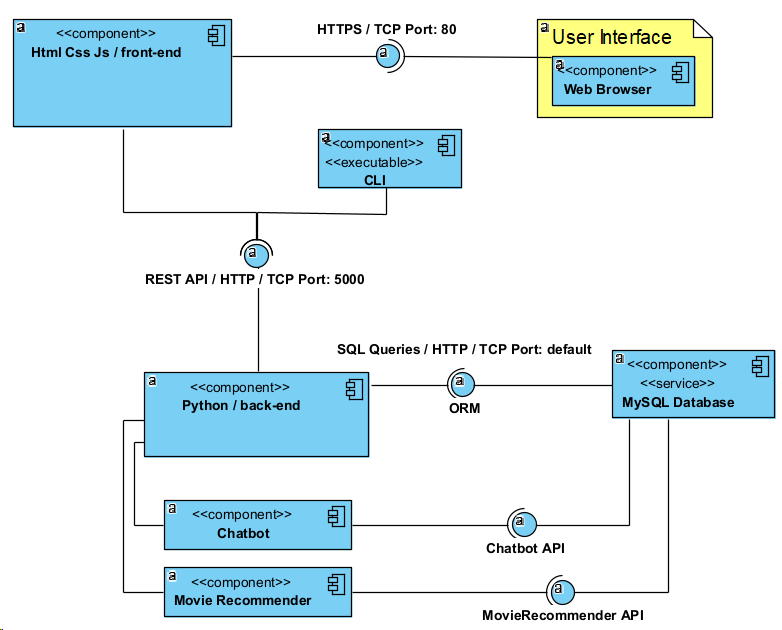 a
<<component>>
Html Css Js / front-end
HTTPS / TCP Port: 80
a
a
User Interface
a
<<component>>
Web Browser
a
<<component>>
<<executable>>
CLI
a
REST API / HTTP / TCP Port: 5000
SQL Queries / HTTP / TCP Port: default
a
<<component>>
Python / back-end
a
ORM
a
<<component>>
<<service>>
MySQL Database
a
<<component>>
Chatbot
a
Chatbot API
a
<<component>>
Movie Recommender
a
MovieRecommender API